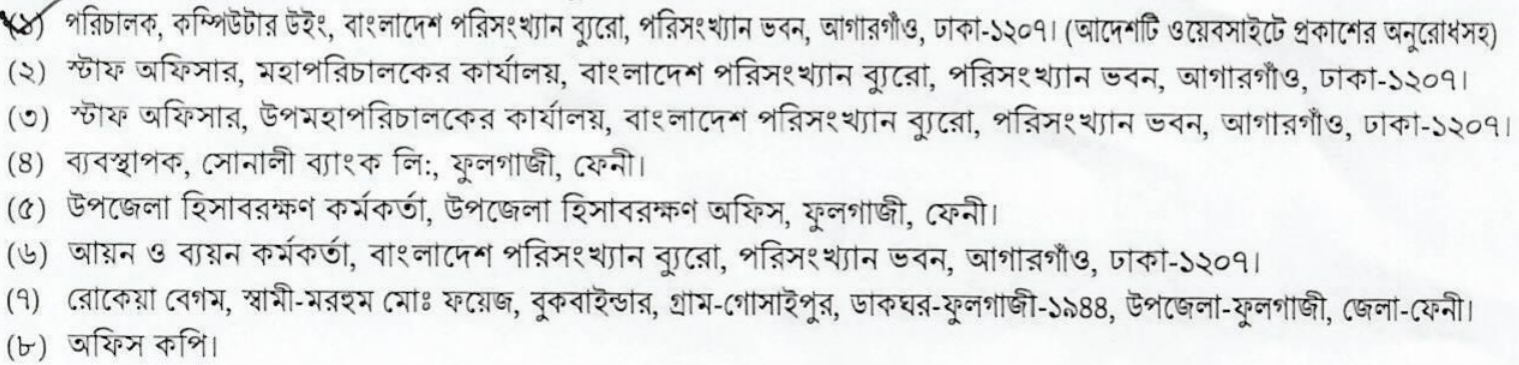 (১) পরিচালক, কম্পিউটার উইং, বাংলাদেশ পরিসংখ্যান ব্যুরো, পরিসংখ্যান ভবন, আগারগাঁও, ঢাকা-১২০৭। (আদেশটি ওয়েবসাইটে প্রকাশের অনুরোধসহ)
(২) স্টাফ অফিসার, মহাপরিচালকের কার্যালয়, বাংলাদেশ পরিসংখ্যান ব্যুরো, পরিসংখ্যান ভবন, আগারগাঁও, ঢাকা-১২০৭।
(৩) স্টাফ অফিসার, উপমহাপরিচালকের কার্যালয়, বাংলাদেশ পরিসংখ্যান ব্যুরো, পরিসংখ্যান ভবন, আগারগাঁও, ঢাকা-১২০৭।
(৪) ব্যবস্থাপক, সোনালী ব্যাংক লি:, ফুলগাজী, ফেনী।
(৫) উপজেলা হিসাবরক্ষণ কর্মকর্তা, উপজেলা হিসাবরক্ষণ অফিস, ফুলগাজী, ফেনী।
(৬) আয়ন ও ব্যয়ন কর্মকর্তা, বাংলাদেশ পরিসংখ্যান ব্যুরো, পরিসংখ্যান ভবন, আগারগাঁও, ঢাকা-১২০৭।
(৭) রোকেয়া বেগম, স্বামী-মরহুম মোঃ ফয়েজ, বুকবাইন্ডার, গ্রাম-গোসাইপুর, ডাকঘর-ফুলগাজী-১৯৪৪, উপজেলা-ফুলগাজী, জেলা-ফেনী।
(৮) অফিস কপি।